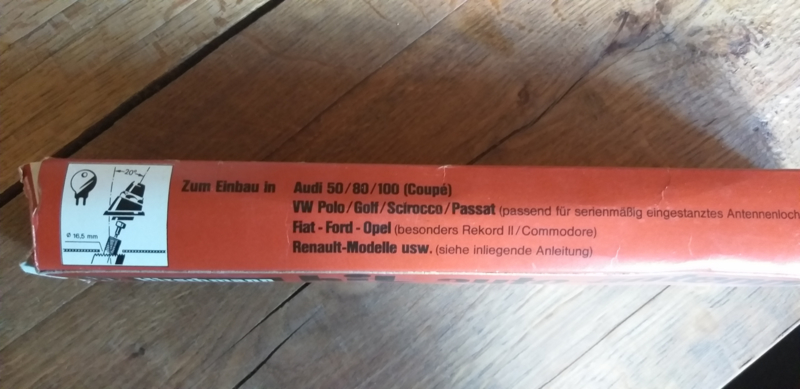 -20°
ø 16,5 mm
Zum Einbau in Audi 50/80/100 (Coupé)
VW Polo/Golf/Scirocco/Passat (passend für serienmäßig eingestanztes Antennenloch
Fiat - Ford - Opel (besonders Rekord II/Commodore)
Renault-Modelle usw. (siehe inliegende Anleitung)